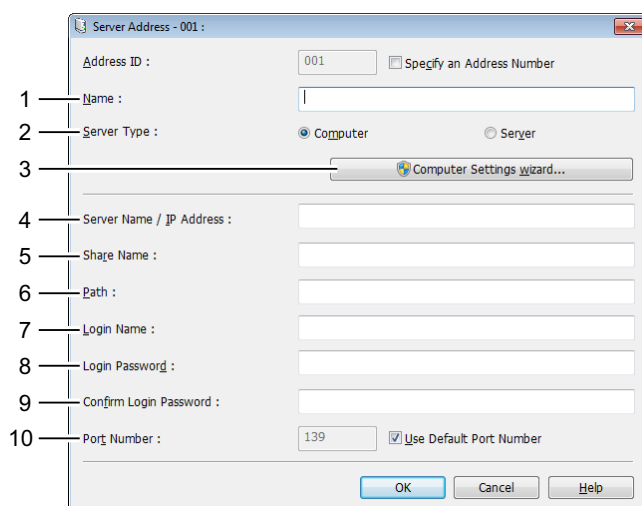 Server Address - 001 :
Address ID : 001 Specify an Address Number
1 Name :
2 Server Type : Computer Server
3 Computer Settings wizard...
4 Server Name / IP Address :
5 Share Name :
6 Path :
7 Login Name :
8 Login Password :
9 Confirm Login Password :
10 Port Number : 139 Use Default Port Number
OK Cancel Help